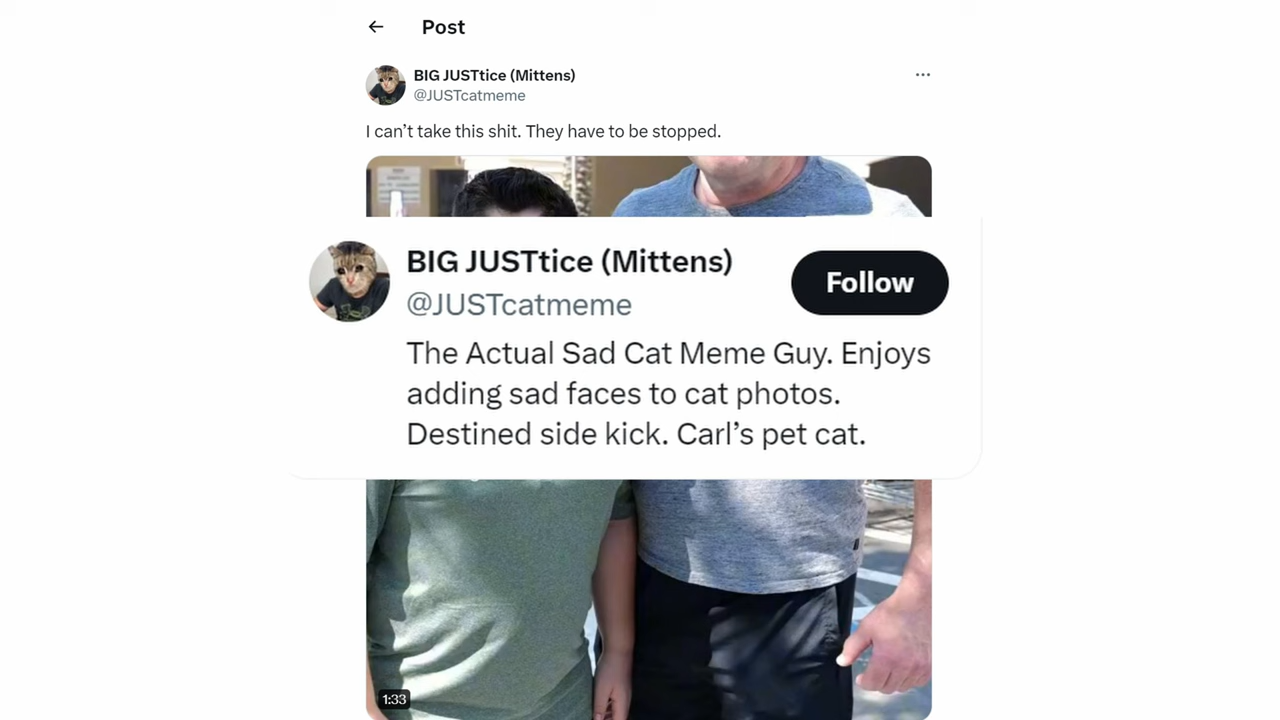 Post
BIG JUSTtice (Mittens)
@JUSTcatmeme
I can’t take this shit. They have to be stopped.
BIG JUSTtice (Mittens)
@JUSTcatmeme
Follow
The Actual Sad Cat Meme Guy. Enjoys
adding sad faces to cat photos.
Destined side kick. Carl’s pet cat.
1:33